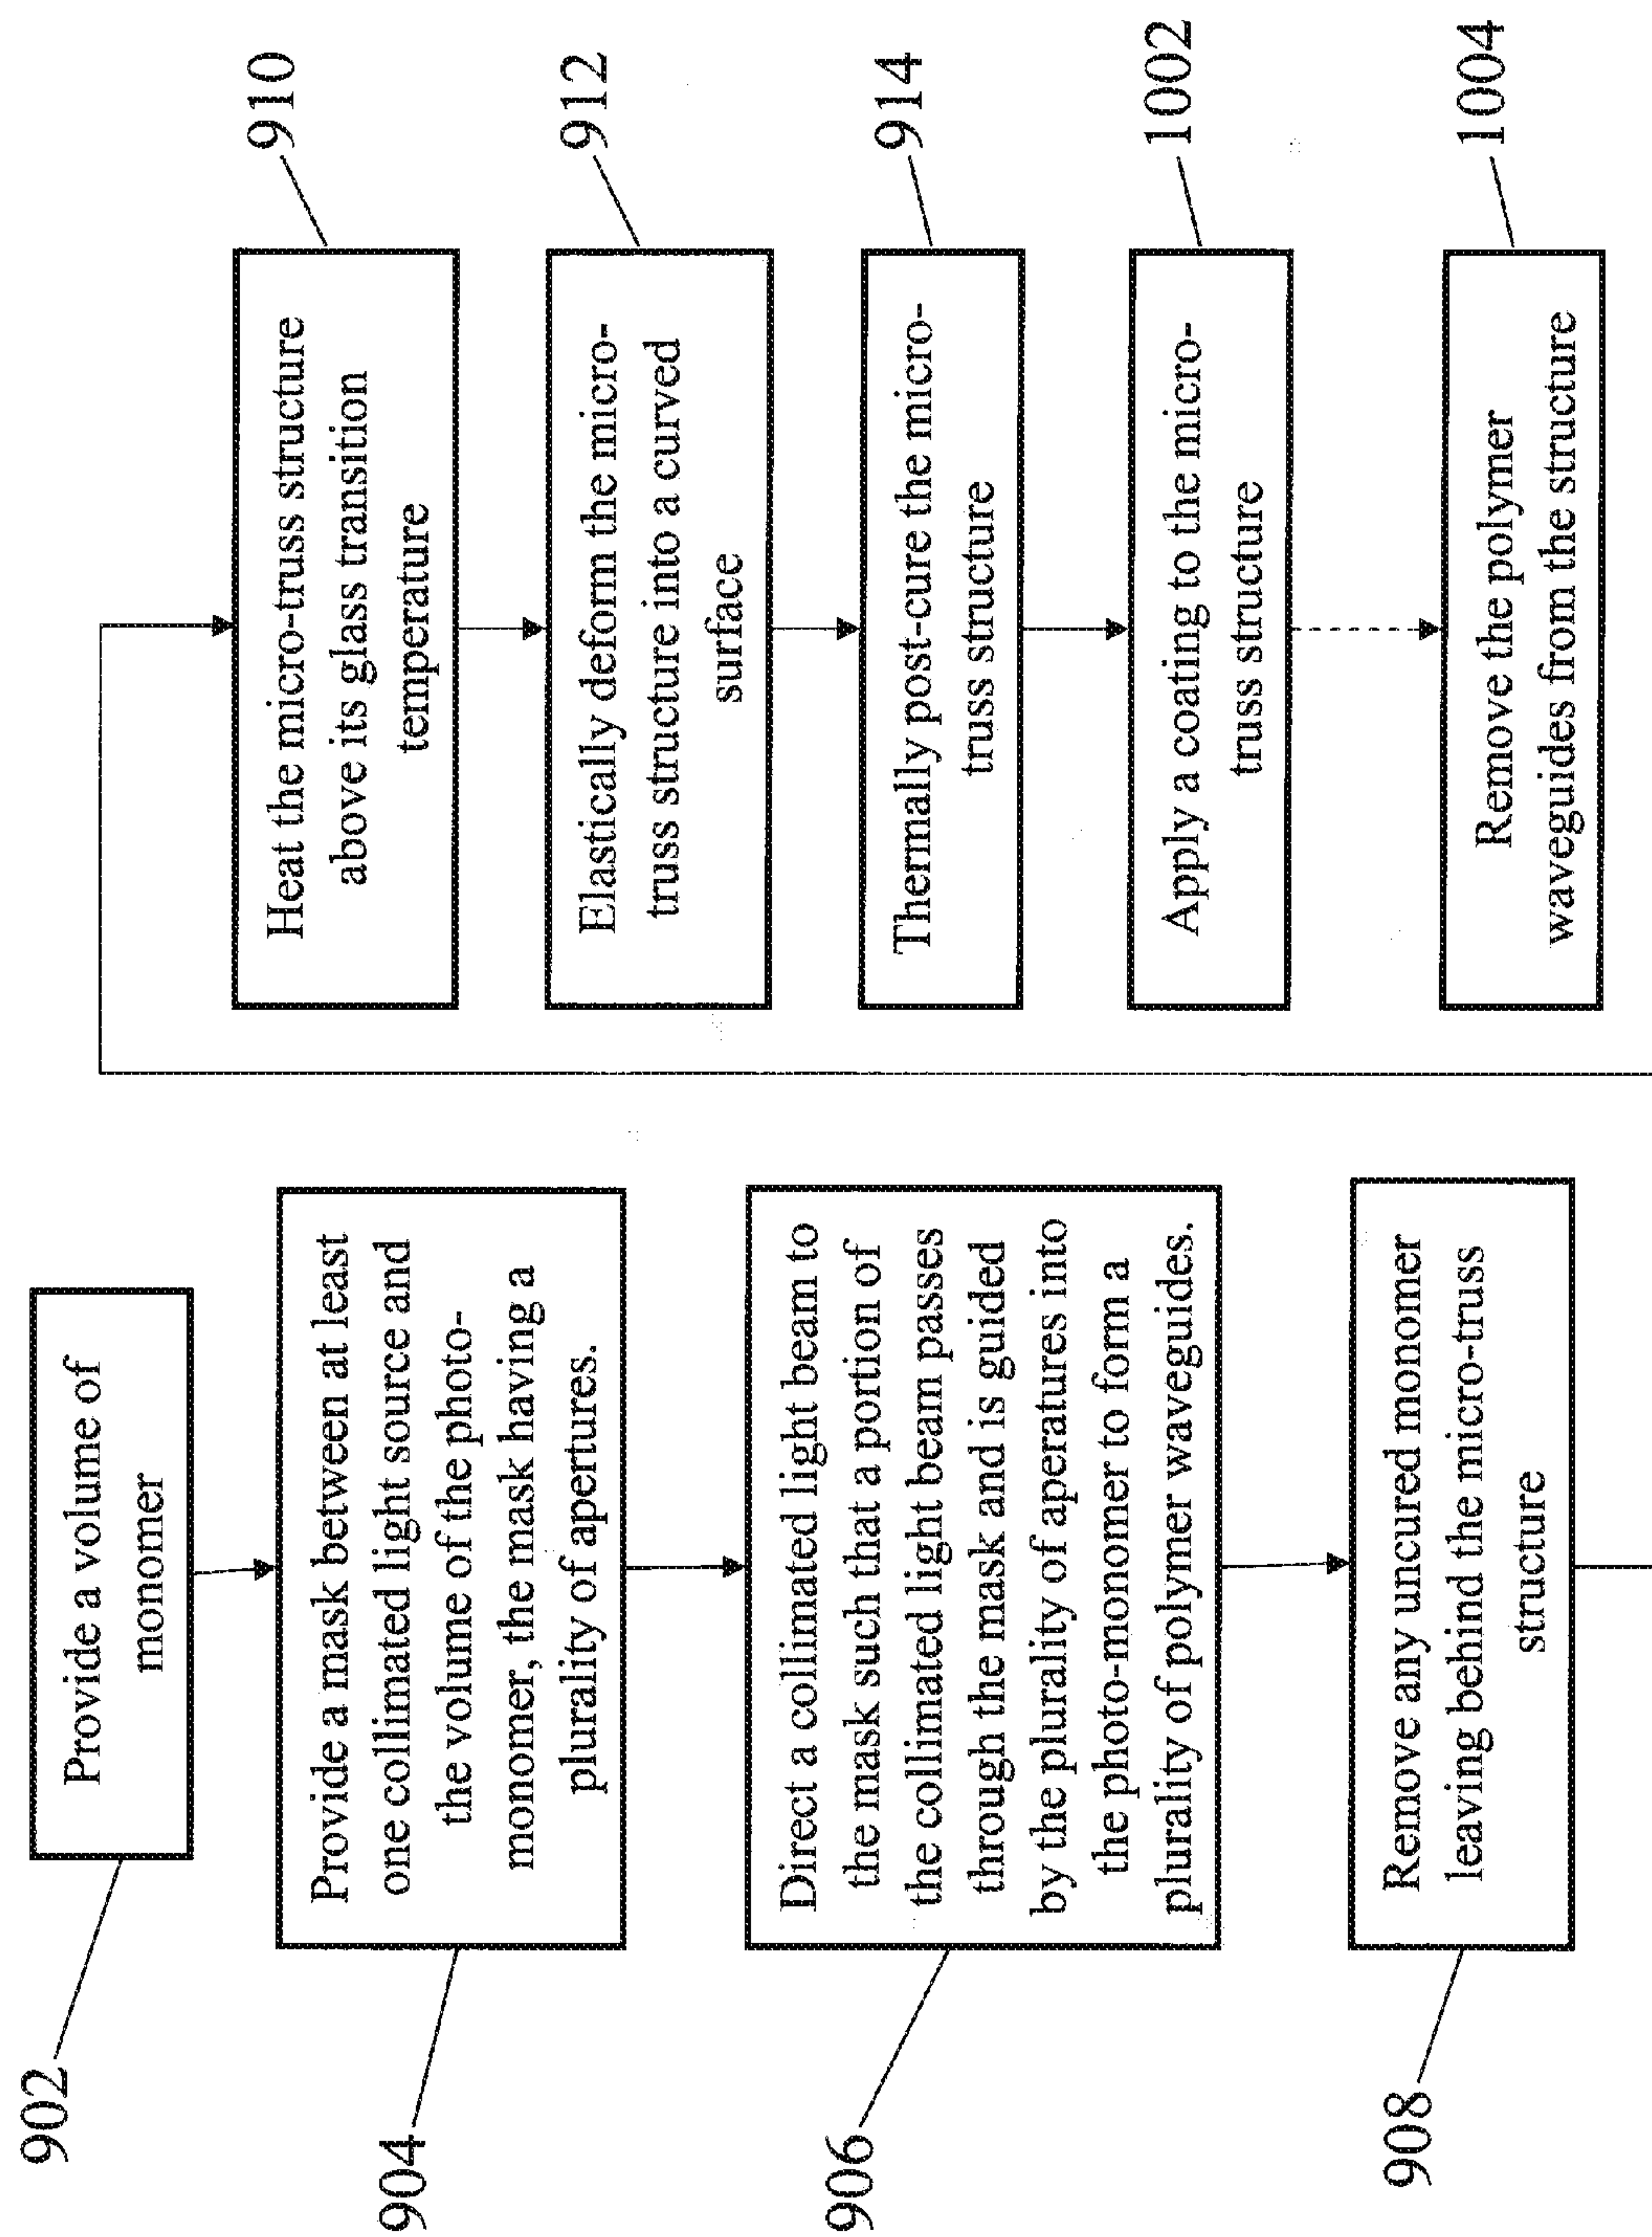 902
Provide a volume of
monomer
904
Provide a mask between at least
one collimated light source and
the volume of the photo-
monomer, the mask having a
plurality of apertures.
906
Direct a collimated light beam to
the mask such that a portion of
the collimated light beam passes
through the mask and is guided
by the plurality of aperatures into
the photo-monomer to form a
plurality of polymer waveguides.
908
Remove any uncured monomer
leaving behind the micro-truss
structure
910
Heat the micro-truss structure
above its glass transition
temperature
912
Elastically deform the micro-
truss structure into a curved
surface
914
Thermally post-cure the micro-
truss structure
1002
Apply a coating to the micro-
truss structure
1004
Remove the polymer
waveguides from the structure